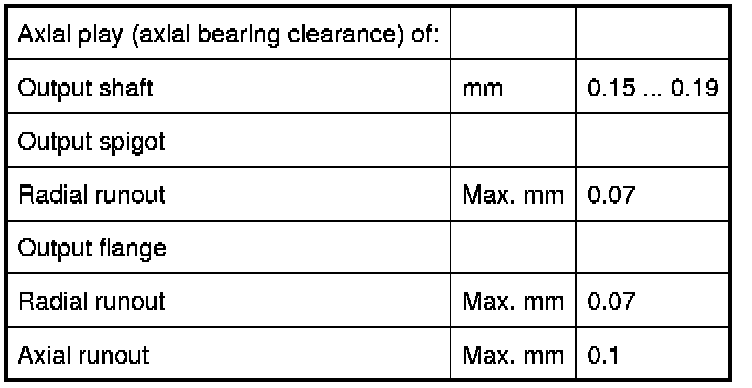 Axial play (axial bearing clearance) of:
Output shaft mm 0.15 ... 0.19
Output spigot
Radial runout Max. mm 0.07
Output flange
Radial runout Max. mm 0.07
Axial runout Max. mm 0.1